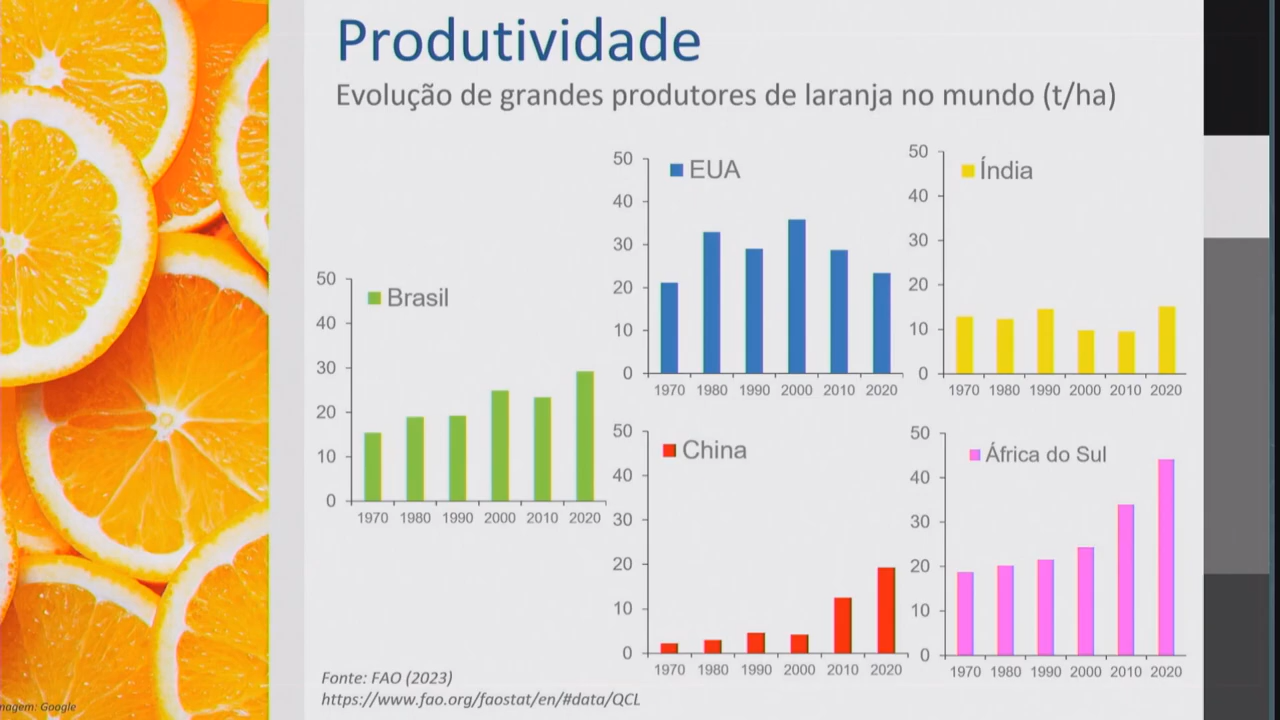 Produtividade
Evolução de grandes produtores de laranja no mundo (t/ha)
Brasil
50
40
30
20
10
0
1970 1980 1990 2000 2010 2020
EUA
50
40
30
20
10
0
1970 1980 1990 2000 2010 2020
Índia
50
40
30
20
10
0
1970 1980 1990 2000 2010 2020
China
50
40
30
20
10
0
1970 1980 1990 2000 2010 2020
África do Sul
50
40
30
20
10
0
1970 1980 1990 2000 2010 2020
Fonte: FAO (2023)
https://www.fao.org/faostat/en/#data/QCL
magem: Google